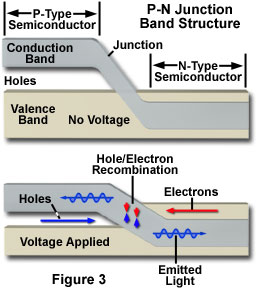 P-N Junction
Band Structure
P-Type
Semiconductor
Junction
Conduction
Band
N-Type
Semiconductor
Holes
Valence
Band
No Voltage
Hole/Electron
Recombination
Holes
Electrons
Voltage Applied
Emitted
Light
Figure 3